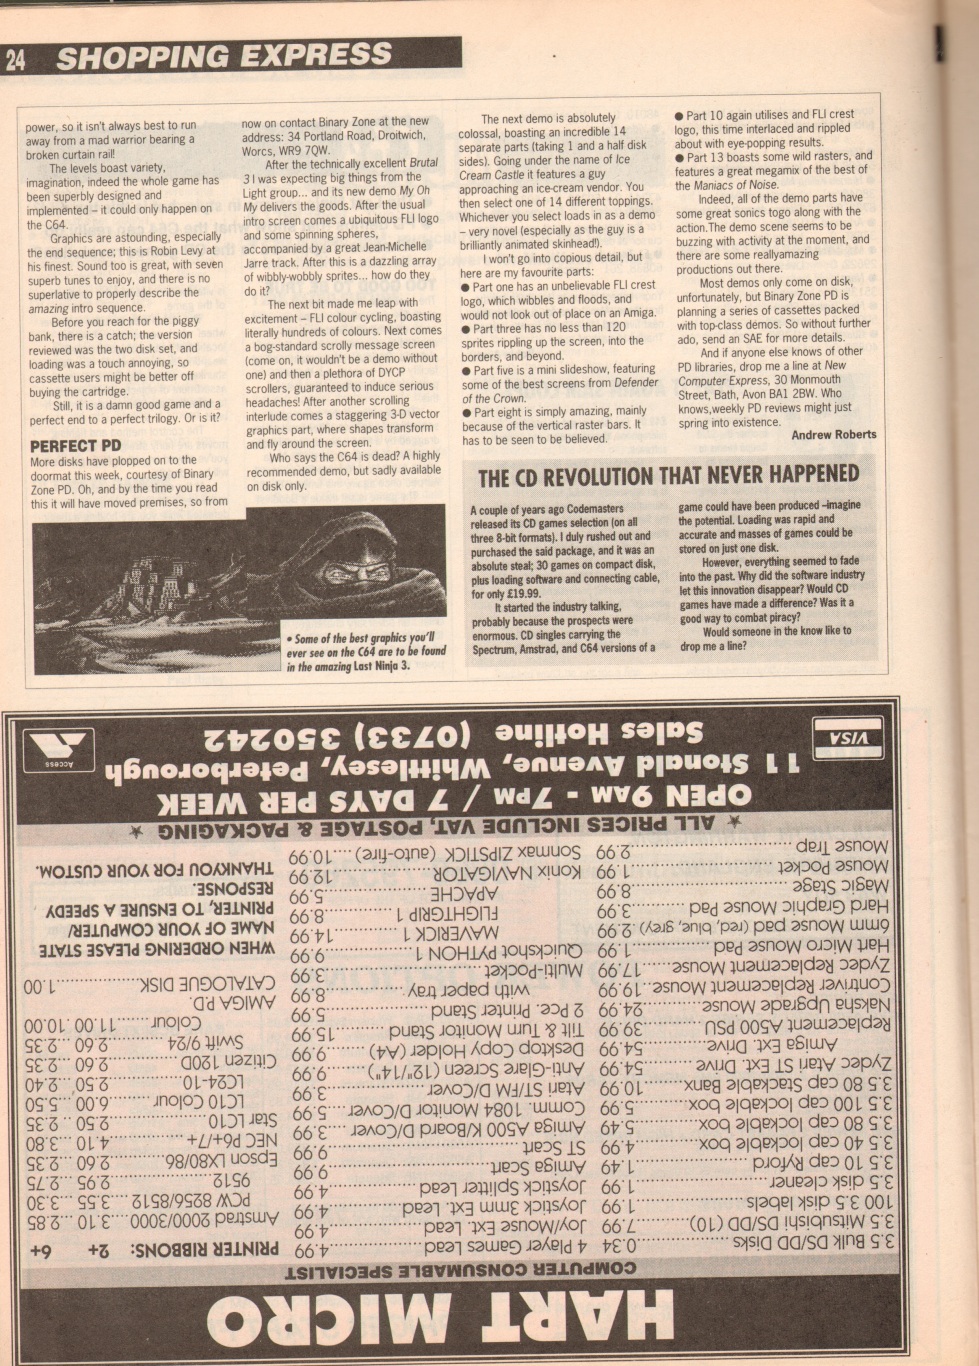 24 SHOPPING EXPRESS
power, so it isn't always best to run
away from a mad warrior bearing a
broken curtain rail!
The levels boast variety,
imagination, indeed the whole game has
been superbly designed and
implemented – it could only happen on
the C64.
Graphics are astounding, especially
the end sequence; this is Robin Levy at
his finest. Sound too is great, with seven
superb tunes to enjoy, and there is no
superlative to properly describe the
amazing intro sequence.
Before you reach for the piggy
bank, there is a catch; the version
reviewed was the two disk set, and
loading was a touch annoying, so
cassette users might be better off
buying the cartridge.
Still, it is a damn good game and a
perfect end to a perfect trilogy. Or is it?
PERFECT PD
More disks have plopped on to the
doormat this week, courtesy of Binary
Zone PD. Oh, and by the time you read
this it will have moved premises, so from
now on contact Binary Zone at the new
address: 34 Portland Road, Droitwich,
Worcs, WR9 7QW.
After the technically excellent Brutal
3 I was expecting big things from the
Light group... and its new demo My Oh
My delivers the goods. After the usual
intro screen comes a ubiquitous FLI logo
and some spinning spheres,
accompanied by a great Jean-Michelle
Jarre track. After this is a dazzling array
of wibbly-wobbly sprites... how do they
do it?
The next bit made me leap with
excitement – FLI colour cycling, boasting
literally hundreds of colours. Next comes
a bog-standard scrolly message screen
(come on, it wouldn't be a demo without
one) and then a plethora of DYCP
scrollers, guaranteed to induce serious
headaches! After another scrolling
interlude comes a staggering 3-D vector
graphics part, where shapes transform
and fly around the screen.
Who says the C64 is dead? A highly
recommended demo, but sadly available
on disk only.
• Some of the best graphics you'll
ever see on the C64 are to be found
in the amazing Last Ninja 3.
The next demo is absolutely
colossal, boasting an incredible 14
separate parts (taking 1 and a half disk
sides). Going under the name of Ice
Cream Castle it features a guy
approaching an ice-cream vendor. You
then select one of 14 different toppings.
Whichever you select loads in as a demo
– very novel (especially as the guy is a
brilliantly animated skinhead!).
I won't go into copious detail, but
here are my favourite parts:
● Part one has an unbelievable FLI crest
logo, which wibbles and floods, and
would not look out of place on an Amiga.
● Part three has no less than 120
sprites rippling up the screen, into the
borders, and beyond.
● Part five is a mini slideshow, featuring
some of the best screens from Defender
of the Crown.
● Part eight is simply amazing, mainly
because of the vertical raster bars. It
has to be seen to be believed.
● Part 10 again utilises and FLI crest
logo, this time interlaced and rippled
about with eye-popping results.
● Part 13 boasts some wild rasters, and
features a great megamix of the best of
the Maniacs of Noise.
Indeed, all of the demo parts have
some great sonics togo along with the
action.The demo scene seems to be
buzzing with activity at the moment, and
there are some reallyamazing
productions out there.
Most demos only come on disk,
unfortunately, but Binary Zone PD is
planning a series of cassettes packed
with top-class demos. So without further
ado, send an SAE for more details.
And if anyone else knows of other
PD libraries, drop me a line at New
Computer Express, 30 Monmouth
Street, Bath, Avon BA1 2BW. Who
knows,weekly PD reviews might just
spring into existence.
Andrew Roberts
THE CD REVOLUTION THAT NEVER HAPPENED
A couple of years ago Codemasters
released its CD games selection (on all
three 8-bit formats). I duly rushed out and
purchased the said package, and it was an
absolute steal; 30 games on compact disk,
plus loading software and connecting cable,
for only £19.99.
It started the industry talking,
probably because the prospects were
enormous. CD singles carrying the
Spectrum, Amstrad, and C64 versions of a
game could have been produced –imagine
the potential. Loading was rapid and
accurate and masses of games could be
stored on just one disk.
However, everything seemed to fade
into the past. Why did the software industry
let this innovation disappear? Would CD
games have made a difference? Was it a
good way to combat piracy?
Would someone in the know like to
drop me a line?
HART MICRO
COMPUTER CONSUMABLE SPECIALIST
3.5 Bulk DS/DD Disks..........0.34
3.5 Mitsubishi DS/DD (10)..........7.99
100 3.5 disk labels..........1.99
3.5 disk cleaner..........1.99
3.5 10 cap Ryford..........1.49
3.5 40 cap lockable box..........4.99
3.5 80 cap lockable box..........5.49
3.5 100 cap lockable box..........5.99
3.5 80 cap Stackable Banx..........10.99
Zydec Atari ST Ext. Drive..........54.99
Amiga Ext. Drive..........54.99
Replacement A500 PSU..........39.99
Naksha Upgrade Mouse..........24.99
Contriver Replacement Mouse..19.99
Zydec Replacement Mouse......17.99
Hart Micro Mouse Pad..........1.99
6mm Mouse pad (red, blue, grey) 2.99
Hard Graphic Mouse Pad..........3.99
Magic Stage..........8.99
Mouse Pocket..........1.99
Mouse Trap..........2.99
4 Player Games Lead..........4.99
Joy/Mouse Ext. Lead..........4.99
Joystick 3mm Ext. Lead..........4.99
Joystick Splitter Lead..........4.99
Amiga Scart..........9.99
ST Scart..........9.99
Amiga A500 K/Board D/Cover....3.99
Comm. 1084 Monitor D/Cover....5.99
Atari ST/FM D/Cover..........3.99
Anti-Glare Screen (12"/14")..........9.99
Desktop Copy Holder (A4)..........9.99
Tilt & Turn Monitor Stand..........15.99
2 Pce. Printer Stand..........5.99
with paper tray..........8.99
Multi-Pocket..........3.99
Quickshot PYTHON 1..........9.99
MAVERICK 1..........14.99
FLIGHTGRIP 1..........8.99
APACHE..........5.99
Konix NAVIGATOR..........12.99
Sonmax ZIPSTICK (auto-fire)....10.99
PRINTER RIBBONS: 2+ 6+
Amstrad 2000/3000...3.10...2.85
PCW 8256/8512...3.55...3.30
9512..........2.95...2.75
Epson LX80/86..........2.60...2.35
NEC P6+/7+..........4.10...3.80
Star LC10..........2.50...2.35
LC10 Colour..........6.00...5.50
LC24-10..........2.50...2.40
Citizen 120D..........2.60...2.35
Swift 9/24..........2.60...2.35
Colour.......11.00.10.00
AMIGA P.D.
CATALOGUE DISK..........1.00
WHEN ORDERING PLEASE STATE
NAME OF YOUR COMPUTER/
PRINTER, TO ENSURE A SPEEDY
RESPONSE.
THANKYOU FOR YOUR CUSTOM.
★ ALL PRICES INCLUDE VAT, POSTAGE & PACKAGING ★
OPEN 9AM - 7PM / 7 DAYS PER WEEK
11 Stonald Avenue, Whittlesey, Peterborough
Sales Hotline (0733) 350242
VISA
Access